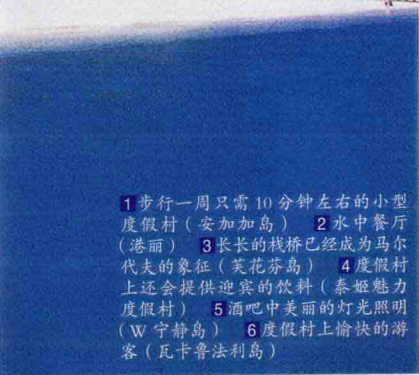 1步行一周只需 10 分钟左右的小型
度假村（安加加岛） 2水中餐厅
（港丽） 3长长的栈桥已经成为马尔
代夫的象征（芙花芬岛） 4度假村
上还会提供迎宾的饮料（泰姬魅力
度假村） 5酒吧中美丽的灯光照明
（W 宁静岛） 6度假村上愉快的游
客（瓦卡鲁法利岛）